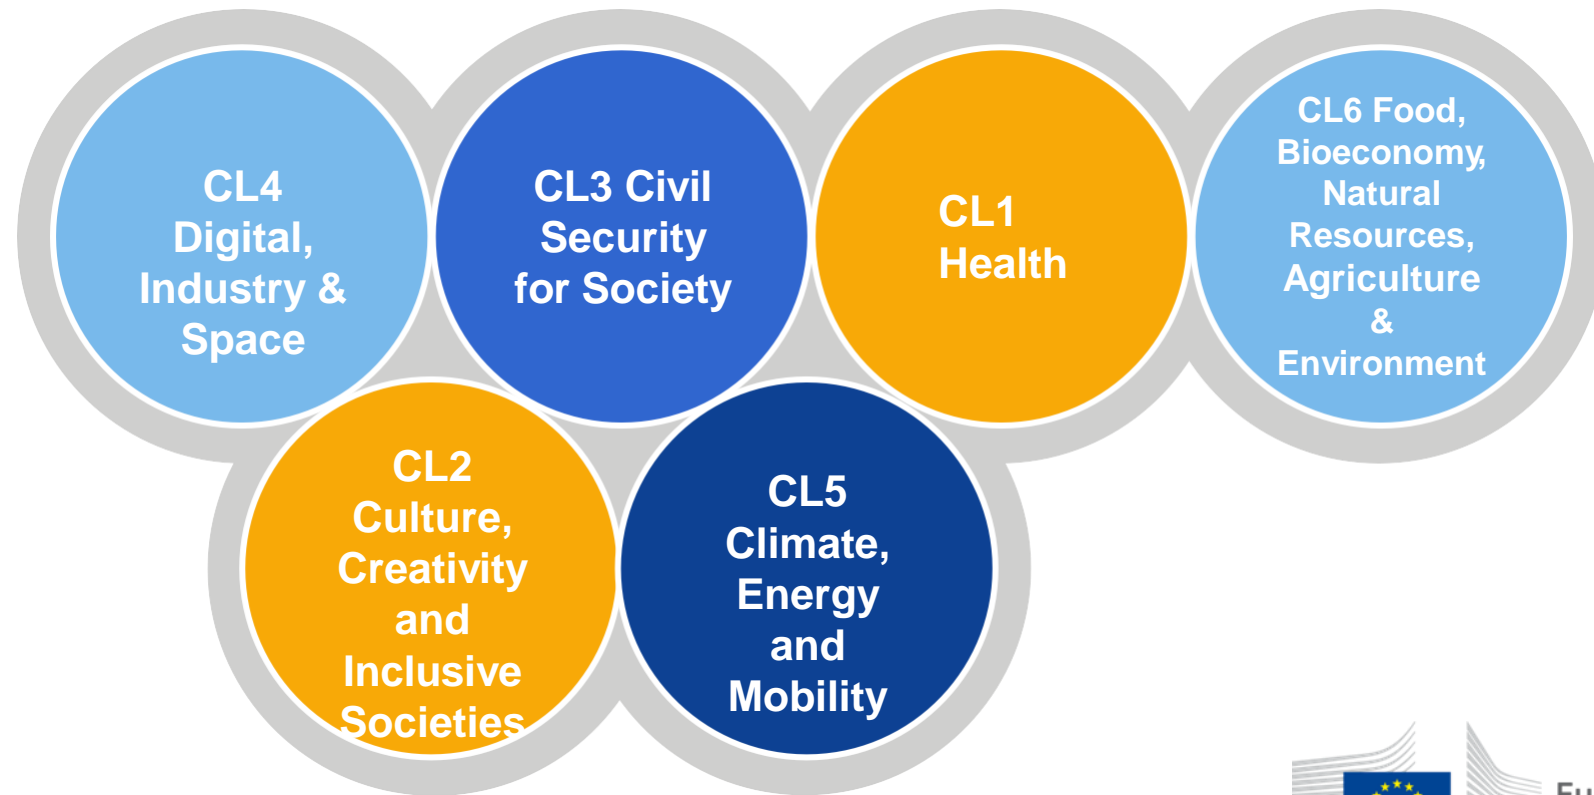 CL4
Digital,
Industry &
Space
CL3 Civil
Security
for Society
CL1
Health
CL6 Food,
Bioeconomy,
Natural
Resources,
Agriculture
&
Environment
CL2
Culture,
Creativity
and
Inclusive
Societies
CL5
Climate,
Energy
and
Mobility